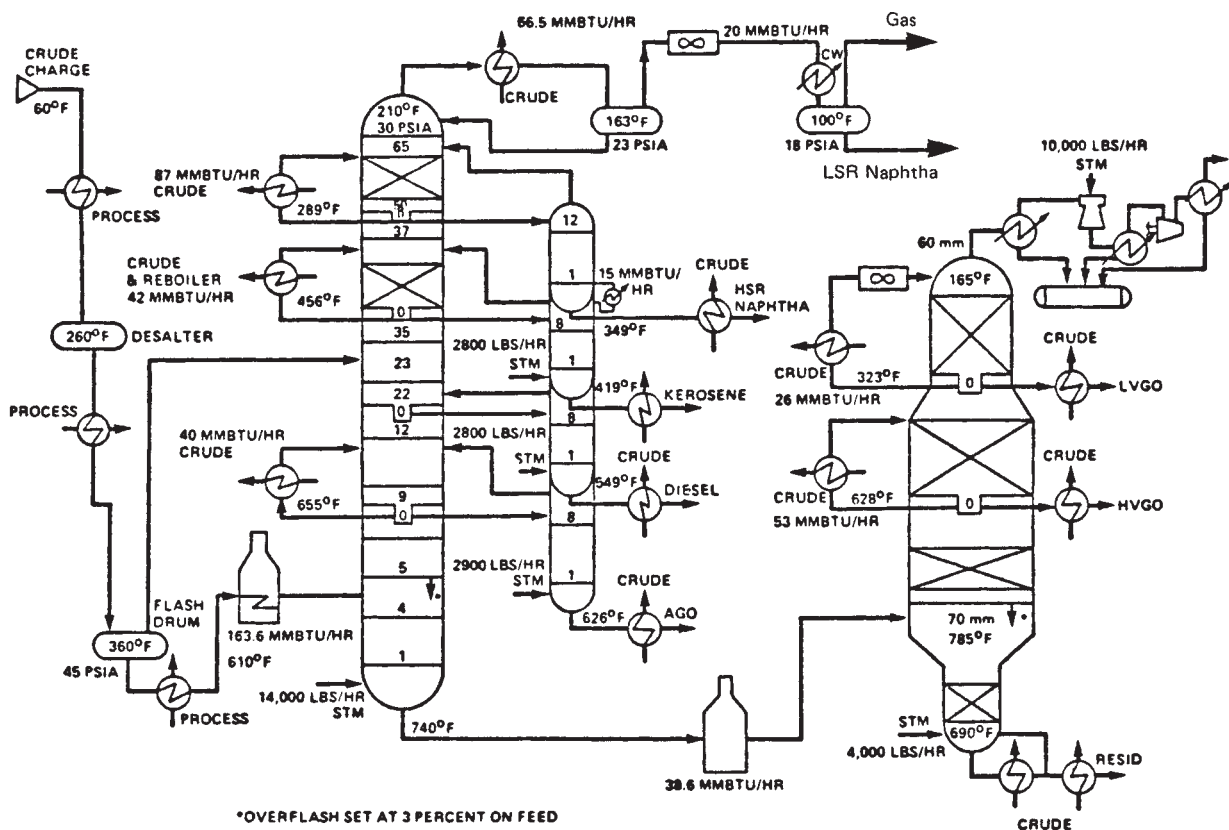 66.5 MMBTU/HR
Gas
20 MMBTU/HR
CRUDE
CHARGE
60°F
CW
CRUDE
210°F
30 PSIA
163°F
23 PSIA
100°F
18 PSIA
LSR Naphtha
65
10,000 LBS/HR
STM
87 MMBTU/HR
CRUDE
PROCESS
289°F
37
12
60 mm
165°F
CRUDE
& REBOILER
42 MMBTU/HR
456°F
0
35
1
15 MMBTU/
HR
CRUDE
HSR
NAPHTHA
349°F
8
260°F
DESALTER
2800 LBS/HR
STM
1
23
419°F
KEROSENE
CRUDE
323°F
26 MMBTU/HR
0
CRUDE
LVGO
PROCESS
22
0
12
8
40 MMBTU/HR
CRUDE
2800 LBS/HR
STM
1
CRUDE
549°F
DIESEL
655°F
9
0
8
CRUDE
628°F
53 MMBTU/HR
0
CRUDE
HVGO
2900 LBS/HR
STM
1
CRUDE
5
4
1
626°F
AGO
FLASH
DRUM
360°F
45 PSIA
163.6 MMBTU/HR
610°F
PROCESS
14,000 LBS/HR
STM
740°F
70 mm
785°F
STM
4,000 LBS/HR
690°F
RESID
CRUDE
38.6 MMBTU/HR
*OVERFLASH SET AT 3 PERCENT ON FEED